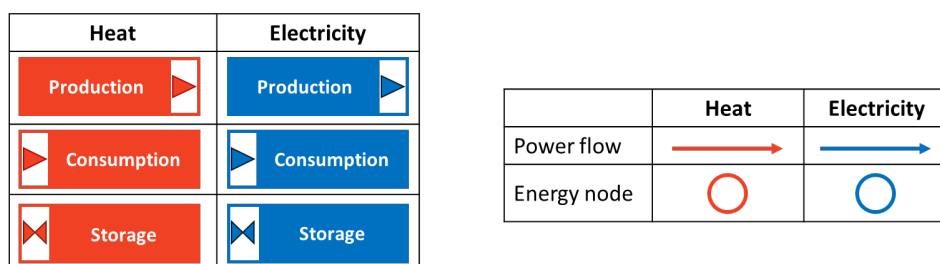 Heat Electricity
Production Production
Consumption Consumption
Storage Storage
Heat Electricity
Power flow
Energy node